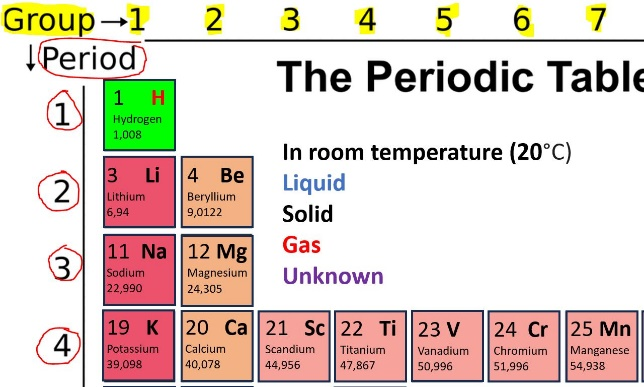 Group → 1 2 3 4 5 6 7
↓ Period
The Periodic Table
1
1 H
Hydrogen
1,008
In room temperature (20°C)
Liquid
Solid
Gas
Unknown
2
3 Li
Lithium
6,94
4 Be
Beryllium
9,0122
3
11 Na
Sodium
22,990
12 Mg
Magnesium
24,305
4
19 K
Potassium
39,098
20 Ca
Calcium
40,078
21 Sc
Scandium
44,956
22 Ti
Titanium
47,867
23 V
Vanadium
50,996
24 Cr
Chromium
51,996
25 Mn
Manganese
54,938